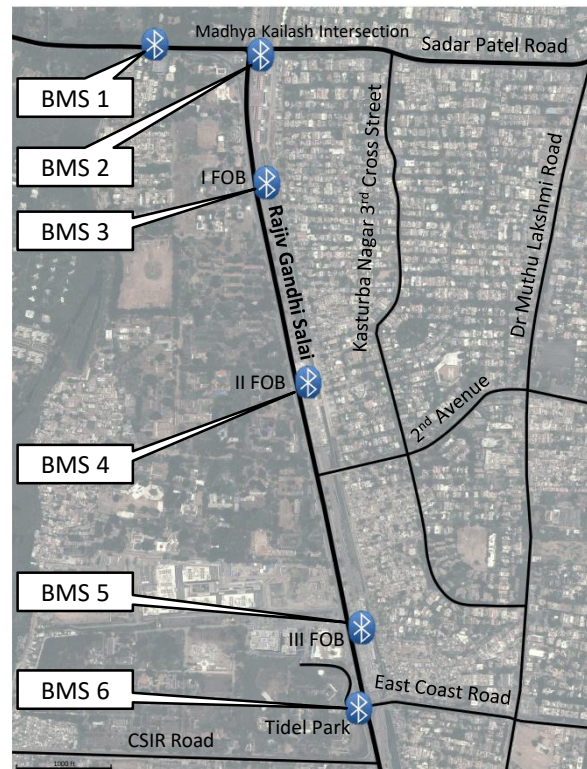 Madhya Kailash Intersection
Sadar Patel Road
BMS 1
BMS 2
I FOB
BMS 3
Rajiv Gandhi Salai
Kasturba Nagar 3rd Cross Street
Dr Muthu Lakshmi Road
II FOB
2nd Avenue
BMS 4
BMS 5
III FOB
BMS 6
East Coast Road
Tidel Park
CSIR Road
1000 ft